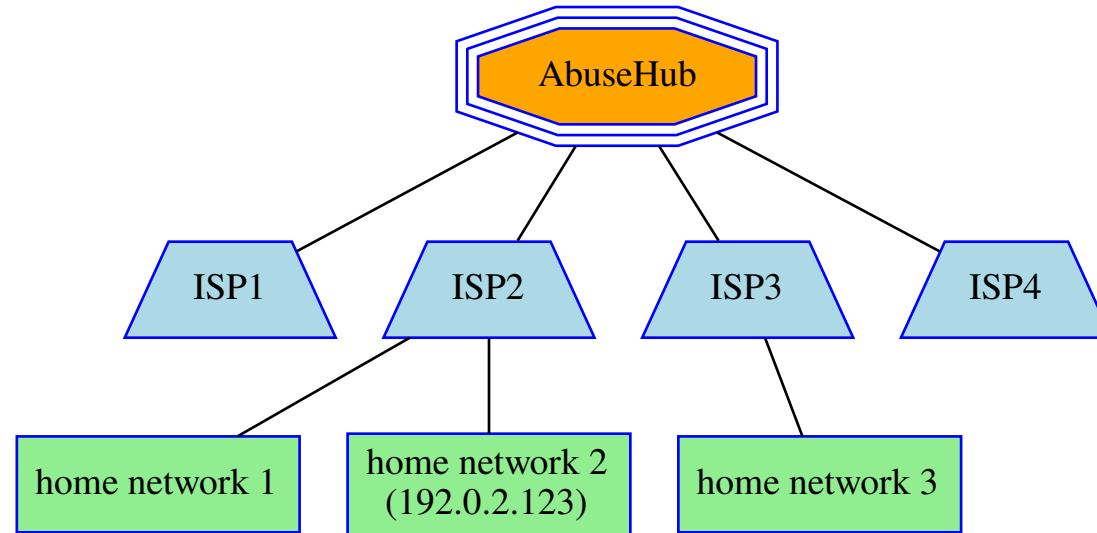 AbuseHub
ISP1
ISP2
ISP3
ISP4
home network 1
home network 2
(192.0.2.123)
home network 3